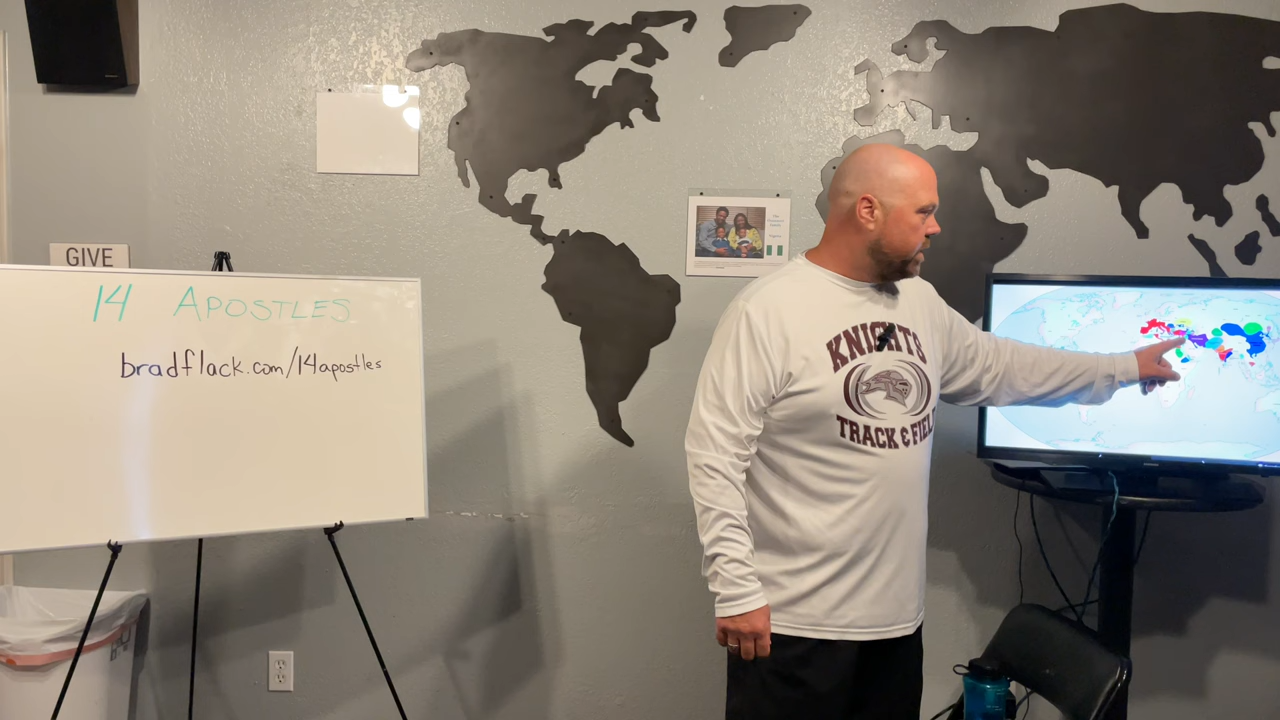 GIVE
14 APOSTLES
bradflack.com/14apostles
KNIGHTS
TRACK & FIELD